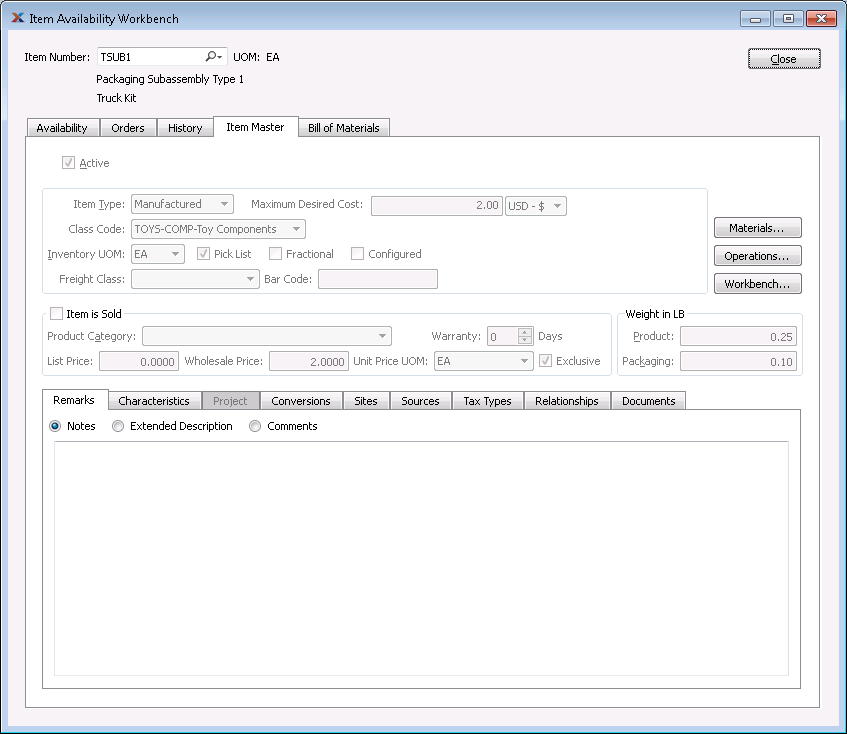 Item Availability Workbench
Item Number: TSUB1 UOM: EA
Close
Packaging Subassembly Type 1
Truck Kit
Availability Orders History Item Master Bill of Materials
Active
Item Type: Manufactured Maximum Desired Cost: 2.00 USD - $
Class Code: TOYS-COMP-Toy Components
Materials...
Inventory UOM: EA Pick List Fractional Configured
Operations...
Freight Class: Bar Code:
Workbench...
Item is Sold
Weight in LB
Product Category: Warranty: 0 Days
Product: 0.25
List Price: 0.0000 Wholesale Price: 2.0000 Unit Price UOM: EA Exclusive
Packaging: 0.10
Remarks Characteristics Project Conversions Sites Sources Tax Types Relationships Documents
Notes Extended Description Comments